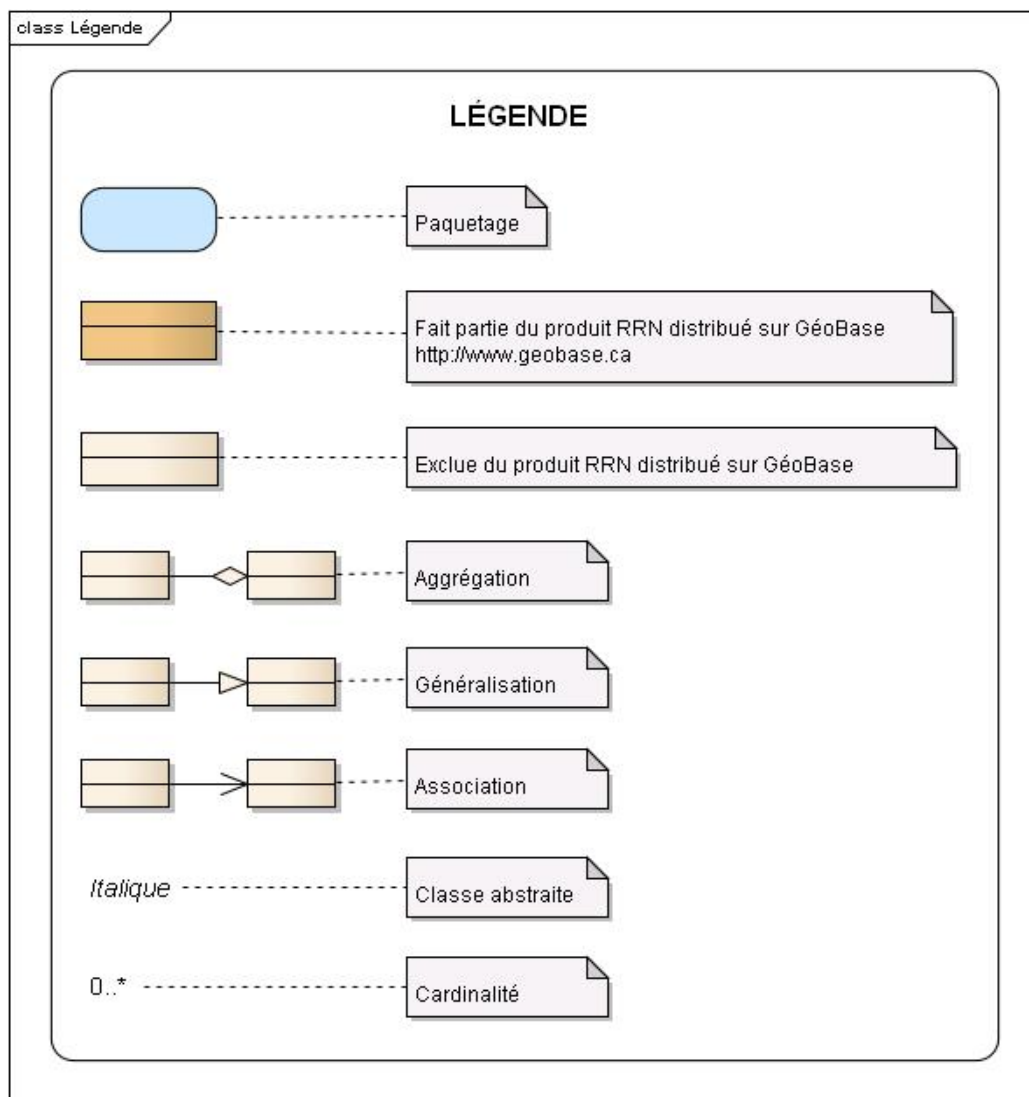 class Légende
LÉGENDE
Paquetage
Fait partie du produit RRN distribué sur GéoBase
http://www.geobase.ca
Exclue du produit RRN distribué sur GéoBase
Aggrégation
Généralisation
Association
Italique
Classe abstraite
0..*
Cardinalité